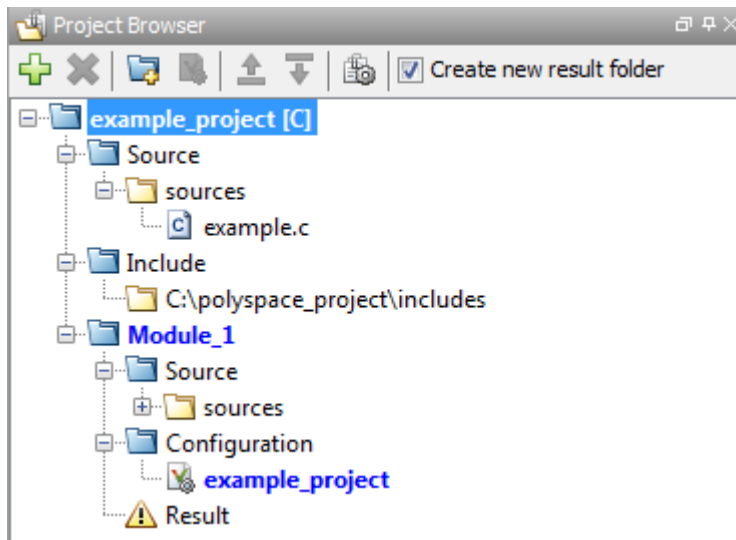 Project Browser
Create new result folder
example_project [C]
Source
sources
example.c
Include
C:\polyspace_project\includes
Module_1
Source
sources
Configuration
example_project
Result